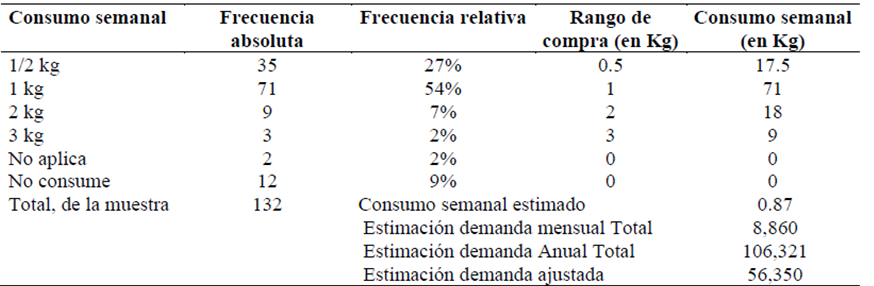 Consumo semanal Frecuencia Frecuencia relativa Rango de Consumo semanal
absoluta compra (en Kg) (en Kg)
1/2 kg 35 27% 0.5 17.5
1 kg 71 54% 1 71
2 kg 9 7% 2 18
3 kg 3 2% 3 9
No aplica 2 2% 0 0
No consume 12 9% 0 0
Total, de la muestra 132 Consumo semanal estimado 0.87
Estimación demanda mensual Total 8,860
Estimación demanda Anual Total 106,321
Estimación demanda ajustada 56,350